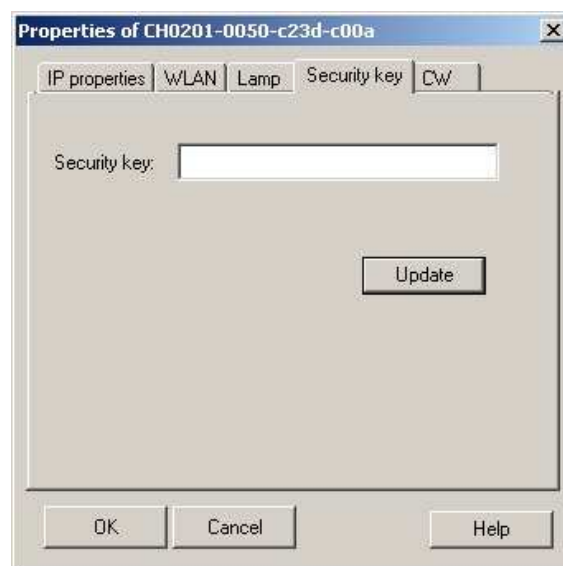 Properties of CH0201-0050-c23d-c00a
IP properties WLAN Lamp Security key CW
Security key:
Update
OK Cancel Help